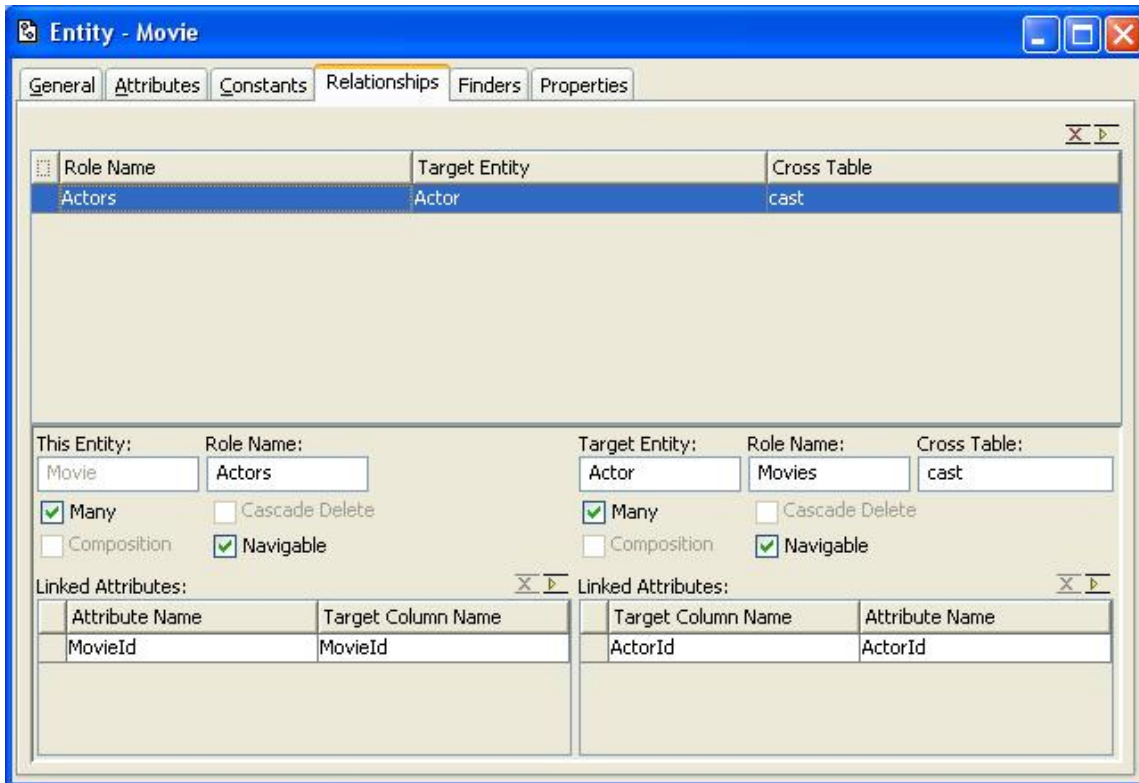 Entity - Movie
General Attributes Constants Relationships Finders Properties
Role Name Target Entity Cross Table
Actors Actor cast
This Entity: Role Name: Target Entity: Role Name: Cross Table:
Movie Actors Actor Movies cast
Many Cascade Delete Many Cascade Delete
Composition Navigable Composition Navigable
Linked Attributes: Linked Attributes:
Attribute Name Target Column Name Target Column Name Attribute Name
MovieId MovieId ActorId ActorId